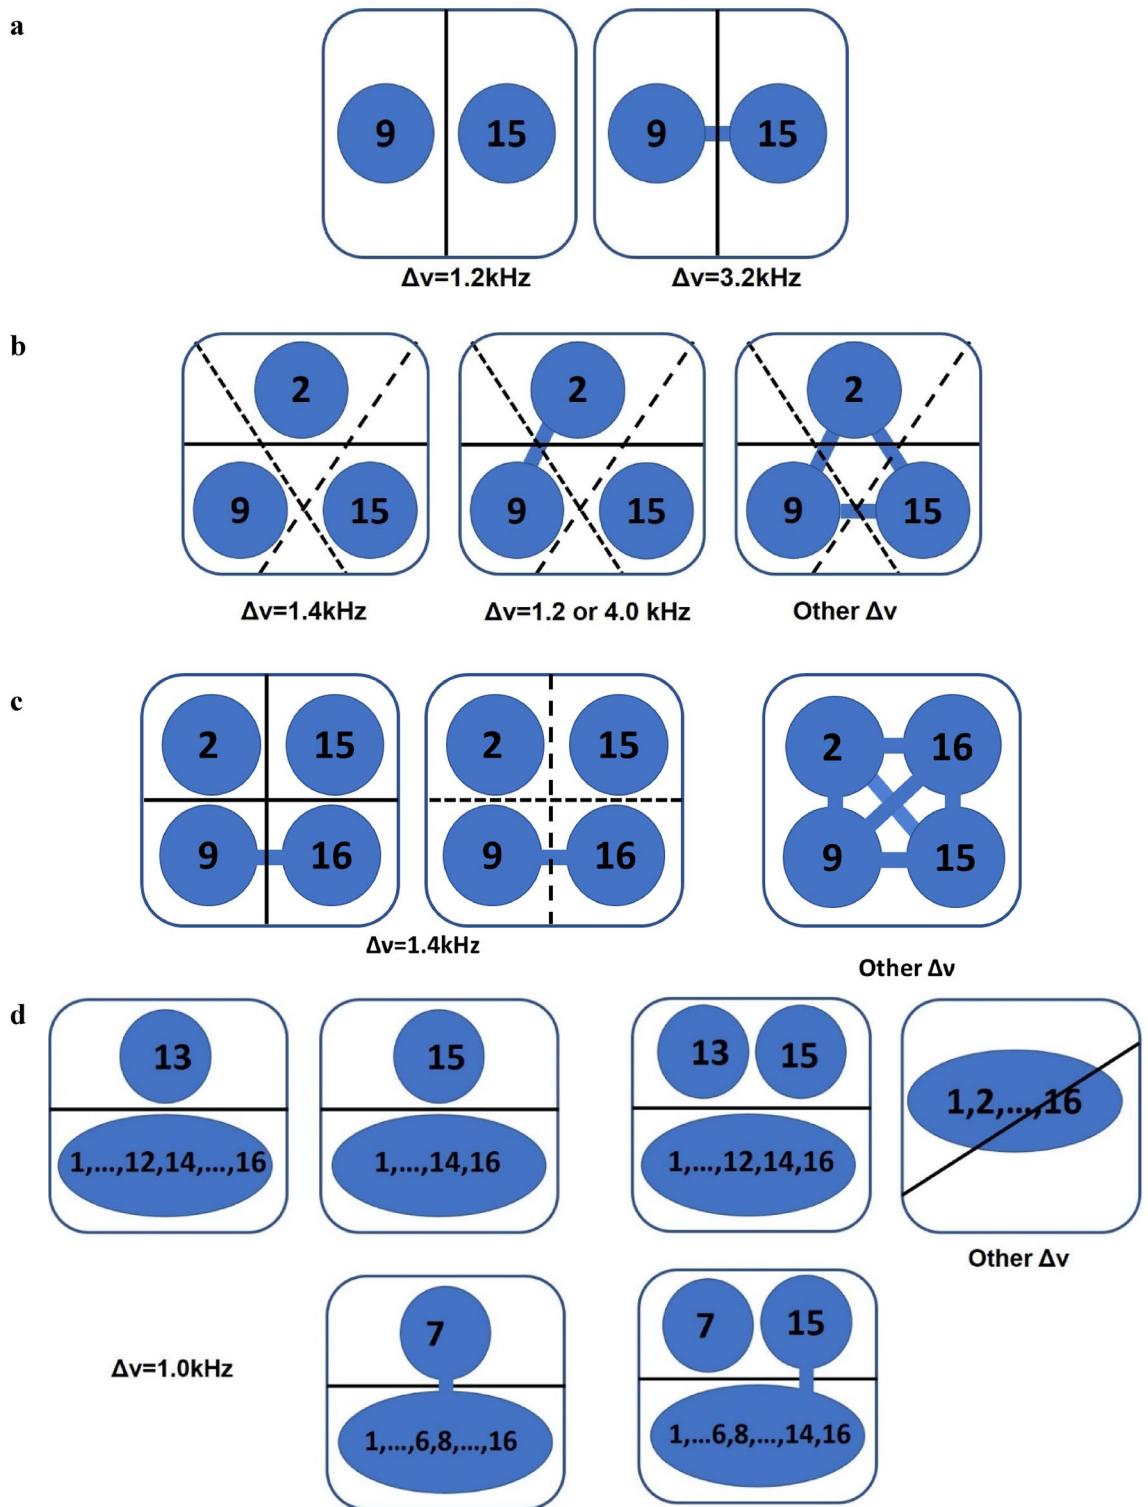 a
9 15 9 15
Δv=1.2kHz Δv=3.2kHz
b
2 2 2
9 15 9 15 9 15
Δv=1.4kHz Δv=1.2 or 4.0 kHz Other Δv
c
2 15 2 15 2 16
9 16 9 16 9 15
Δv=1.4kHz
Other Δv
d
13 15 13 15
1,2,...,16
1,...,12,14,...,16 1,...,14,16 1,...,12,14,16
Other Δv
7 7 15
Δv=1.0kHz
1,...,6,8,...,16 1,...6,8,...,14,16